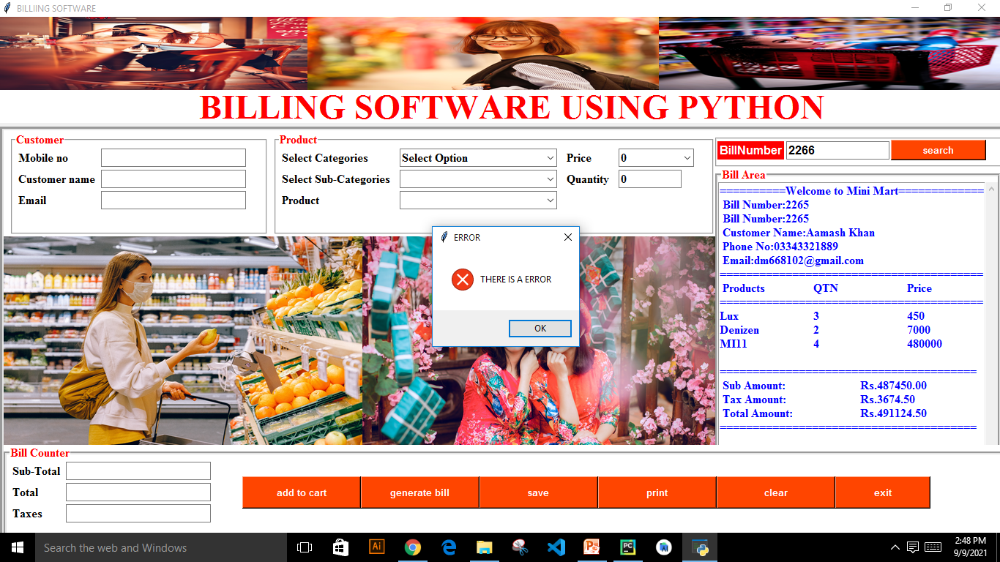 BILLIING SOFTWARE
BILLING SOFTWARE USING PYTHON
Customer
Mobile no
Customer name
Email
Product
Select Categories
Select Option
Price
0
Select Sub-Categories
Quantity
0
Product
BillNumber
2266
search
Bill Area
==========Welcome to Mini Mart=============
Bill Number:2265
Bill Number:2265
Customer Name:Aamash Khan
Phone No:03343321889
Email:dm668102@gmail.com
========================================
Products QTN Price
========================================
Lux 3 450
Denizen 2 7000
MI11 4 480000
=======================================
Sub Amount: Rs.487450.00
Tax Amount: Rs.3674.50
Total Amount: Rs.491124.50
=======================================
ERROR
THERE IS A ERROR
OK
Bill Counter
Sub-Total
Total
Taxes
add to cart
generate bill
save
print
clear
exit
Search the web and Windows
Ai
PC
2:48 PM
9/9/2021